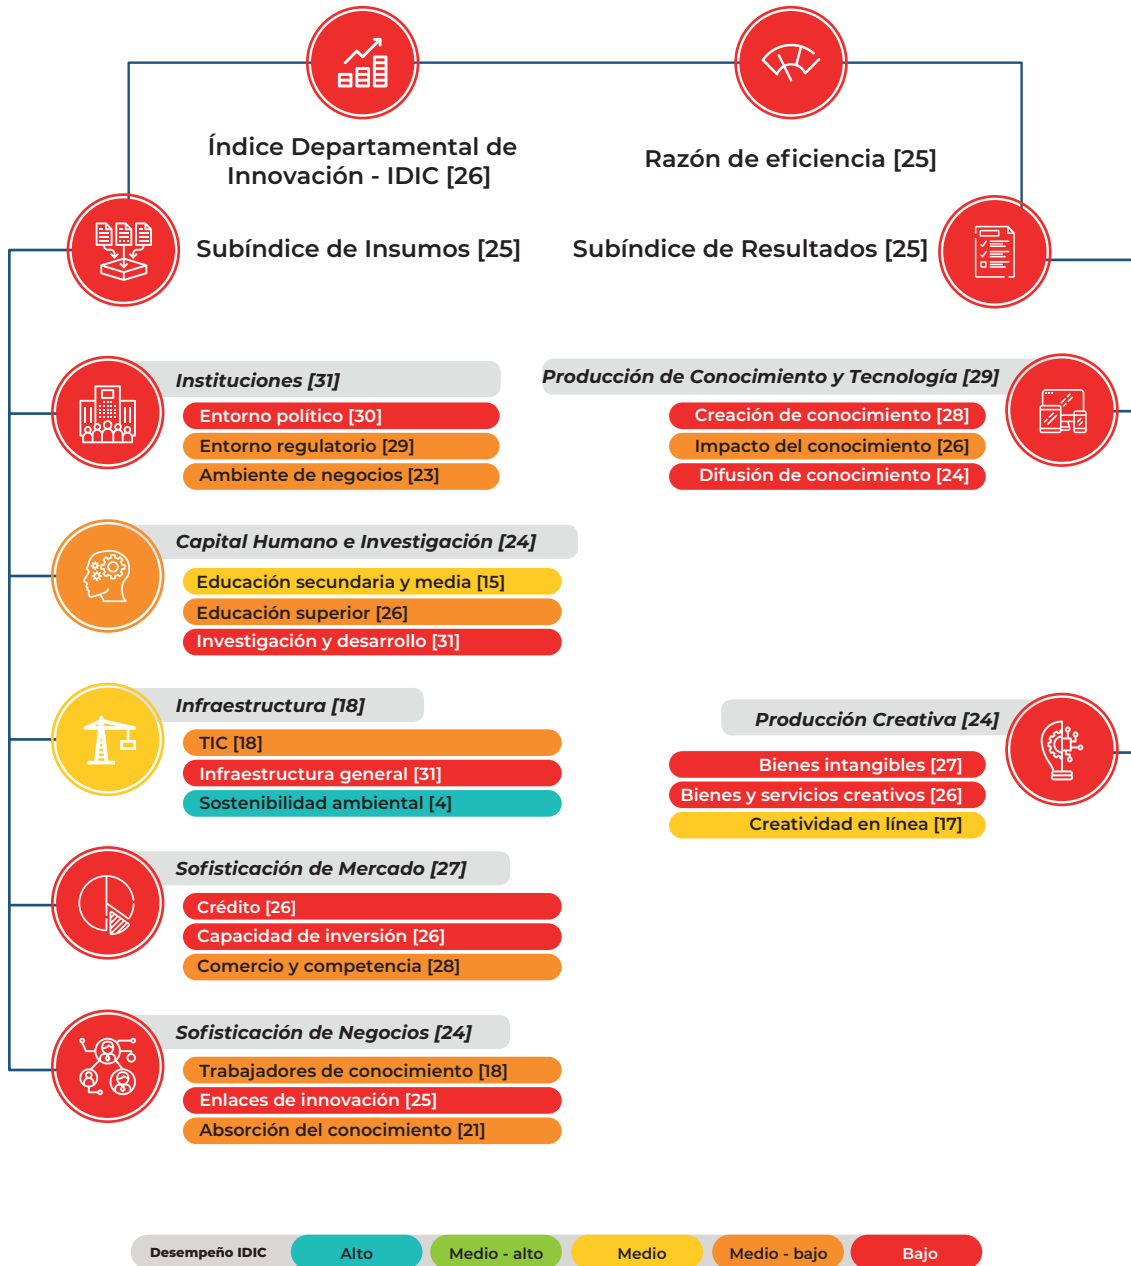 Índice Departamental de
Innovación - IDIC [26]
Razón de eficiencia [25]
Subíndice de Insumos [25]
Subíndice de Resultados [25]
Instituciones [31]
Entorno político [30]
Entorno regulatorio [29]
Ambiente de negocios [23]
Producción de Conocimiento y Tecnología [29]
Creación de conocimiento [28]
Impacto del conocimiento [26]
Difusión de conocimiento [24]
Capital Humano e Investigación [24]
Educación secundaria y media [15]
Educación superior [26]
Investigación y desarrollo [31]
Infraestructura [18]
TIC [18]
Infraestructura general [31]
Sostenibilidad ambiental [4]
Producción Creativa [24]
Bienes intangibles [27]
Bienes y servicios creativos [26]
Creatividad en línea [17]
Sofisticación de Mercado [27]
Crédito [26]
Capacidad de inversión [26]
Comercio y competencia [28]
Sofisticación de Negocios [24]
Trabajadores de conocimiento [18]
Enlaces de innovación [25]
Absorción del conocimiento [21]
Desempeño IDIC Alto Medio - alto Medio Medio - bajo Bajo